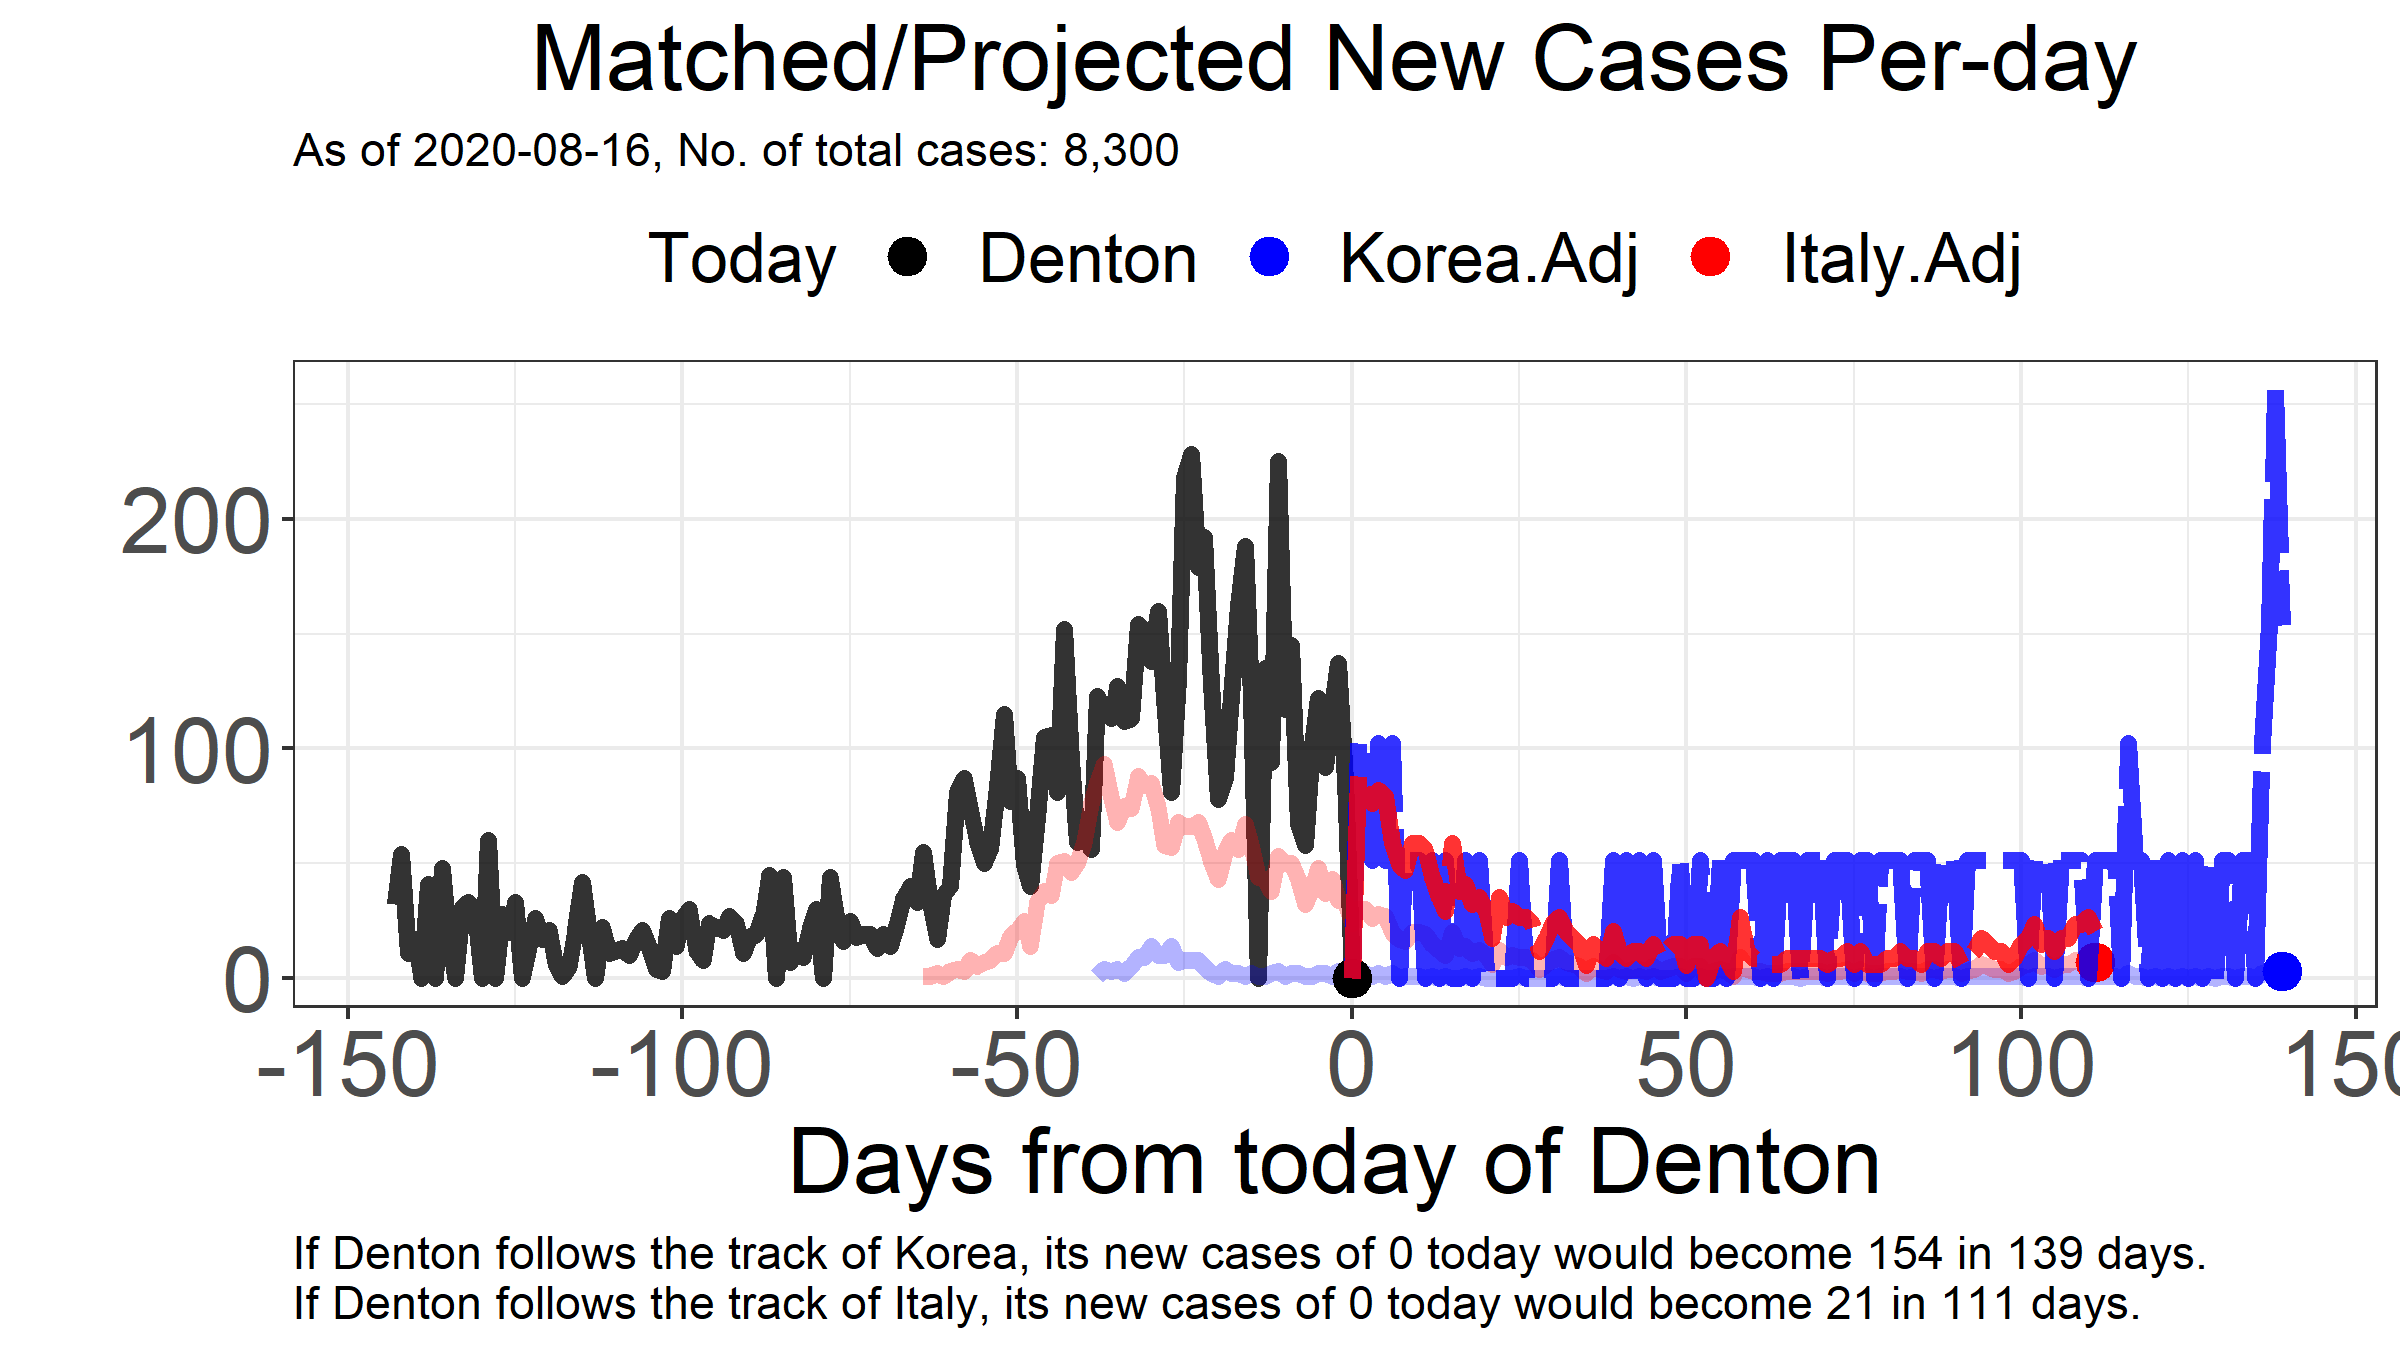 Matched/Projected New Cases Per-day
As of 2020-08-16, No. of total cases: 8,300
Today Denton Korea.Adj Italy.Adj
200
100
0
-150 -100 -50 0 50 100 150
Days from today of Denton
If Denton follows the track of Korea, its new cases of 0 today would become 154 in 139 days.
If Denton follows the track of Italy, its new cases of 0 today would become 21 in 111 days.